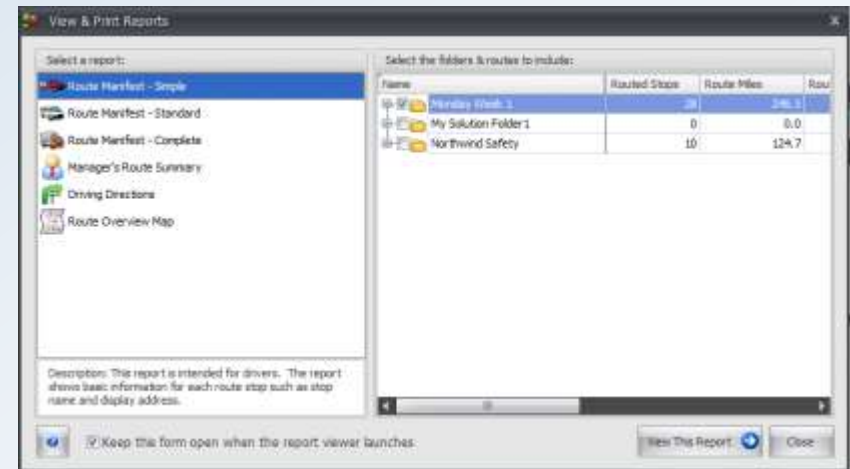 View & Print Reports
Select a report:
Route Manifest - Simple
Route Manifest - Standard
Route Manifest - Complete
Manager's Route Summary
Driving Directions
Route Overview Map
Description: This report is intended for drivers. The report
shows basic information for each route stop such as stop
name and display address.
Select the folders & routes to include:
Name Routed Stops Route Miles Rou
Monday Week 1
My Solution Folder1 0 0.0
Northwind Safety 10 124.7
Keep this form open when the report viewer launches
View This Report Close